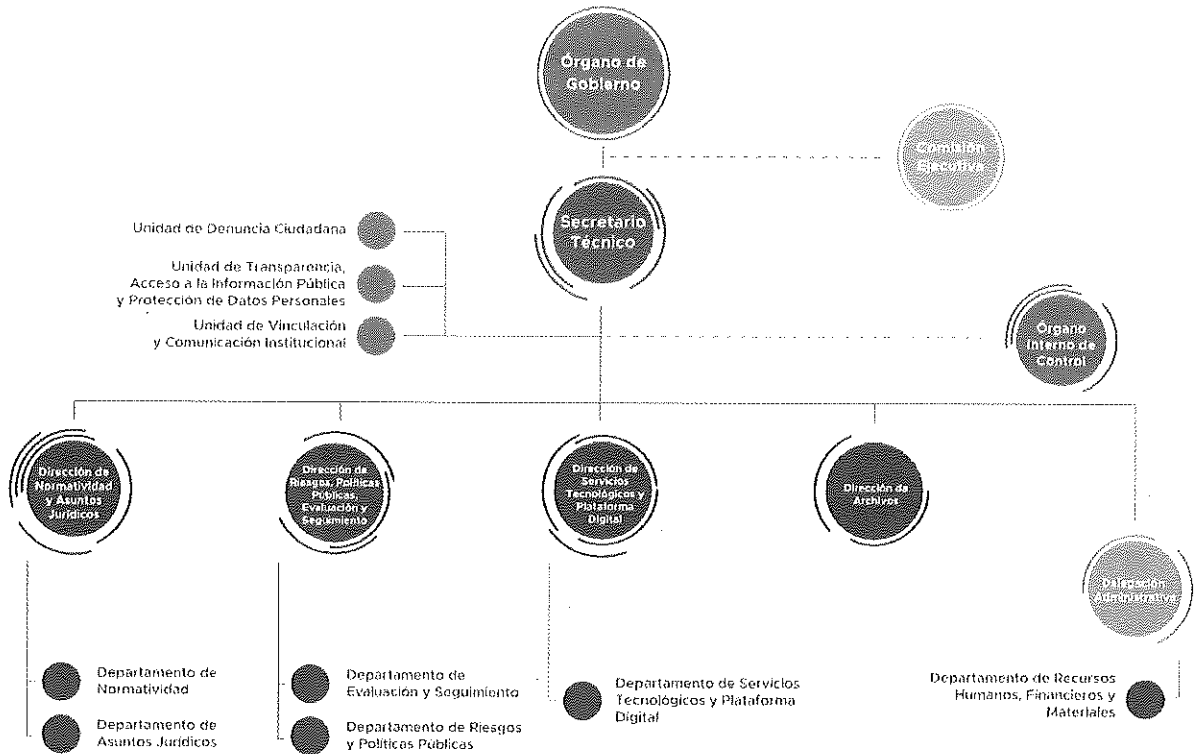 Órgano de
Gobierno
Comisión
Ejecutiva
Secretario
Técnico
Unidad de Denuncia Ciudadana
Unidad de Transparencia,
Acceso a la Información Pública
y Protección de Datos Personales
Unidad de Vinculación
y Comunicación Institucional
Órgano
Interno de
Control
Dirección de
Normatividad
y Asuntos
Jurídicos
Dirección de
Riesgos, Políticas
Públicas,
Evaluación y
Seguimiento
Dirección de
Servicios
Tecnológicos y
Plataforma
Digital
Dirección de
Archivos
Delegación
Administrativa
Departamento de
Normatividad
Departamento de
Asuntos Jurídicos
Departamento de
Evaluación y Seguimiento
Departamento de Riesgos
y Políticas Públicas
Departamento de Servicios
Tecnológicos y Plataforma
Digital
Departamento de Recursos
Humanos, Financieros y
Materiales